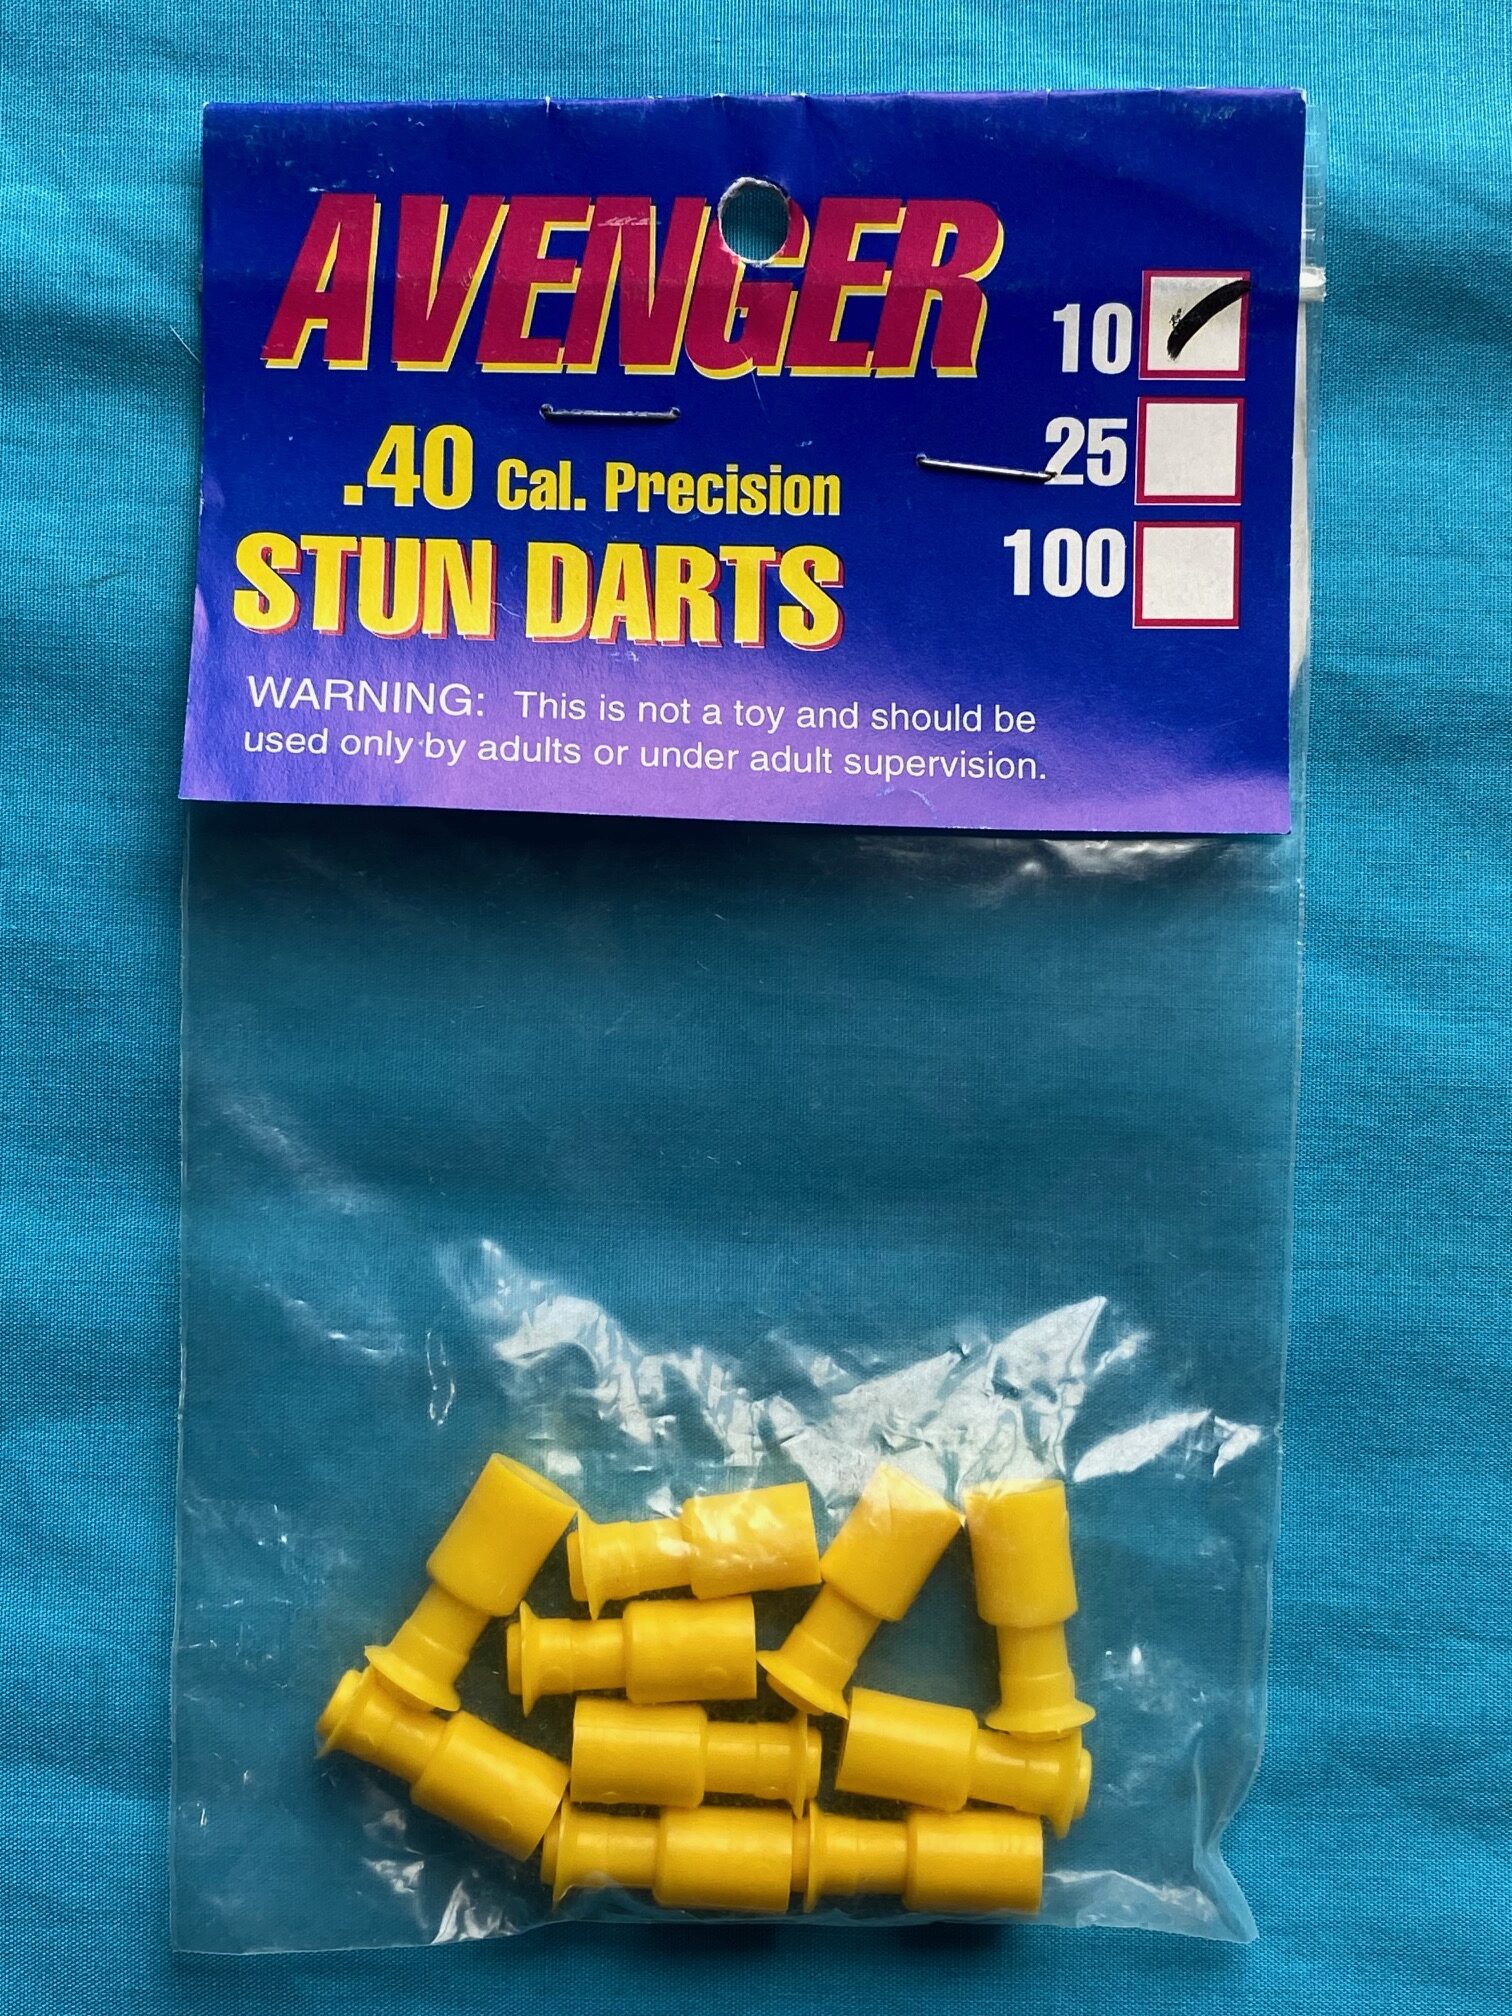 AVENGER
.40 Cal. Precision
STUN DARTS
10
25
100
WARNING: This is not a toy and should be
used only by adults or under adult supervision.